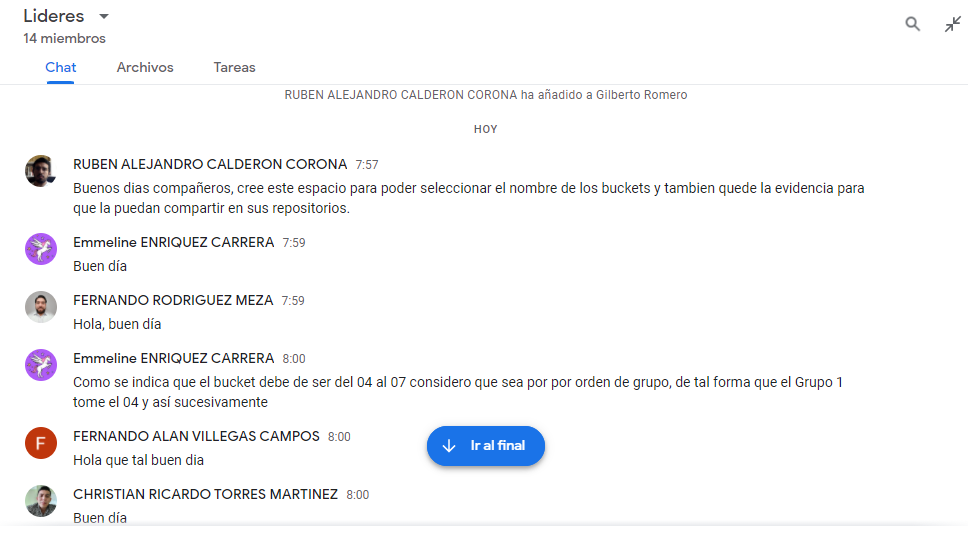 Lideres
14 miembros
Chat Archivos Tareas
RUBEN ALEJANDRO CALDERON CORONA ha añadido a Gilberto Romero
HOY
RUBEN ALEJANDRO CALDERON CORONA 7:57
Buenos dias compañeros, cree este espacio para poder seleccionar el nombre de los buckets y tambien quede la evidencia para
que la puedan compartir en sus repositorios.
Emmeline ENRIQUEZ CARRERA 7:59
Buen día
FERNANDO RODRIGUEZ MEZA 7:59
Hola, buen día
Emmeline ENRIQUEZ CARRERA 8:00
Como se indica que el bucket debe de ser del 04 al 07 considero que sea por por orden de grupo, de tal forma que el Grupo 1
tome el 04 y así sucesivamente
F FERNANDO ALAN VILLEGAS CAMPOS 8:00
Hola que tal buen dia
Ir al final
CHRISTIAN RICARDO TORRES MARTINEZ 8:00
Buen día